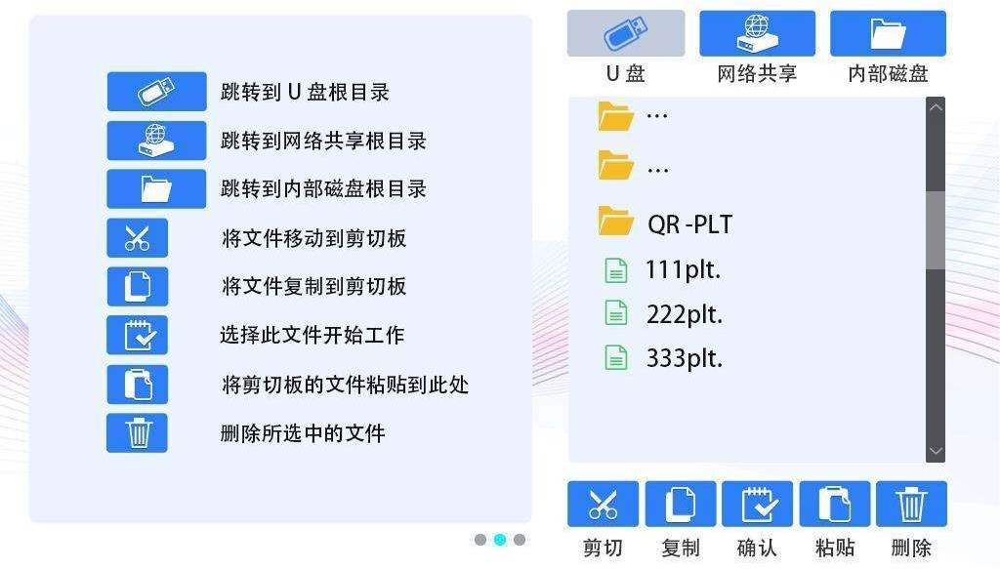 跳转到 U 盘根目录
跳转到网络共享根目录
跳转到内部磁盘根目录
将文件移动到剪切板
将文件复制到剪切板
选择此文件开始工作
将剪切板的文件粘贴到此处
删除所选中的文件
U 盘 网络共享 内部磁盘
...
...
QR -PLT
111plt.
222plt.
333plt.
剪切 复制 确认 粘贴 删除